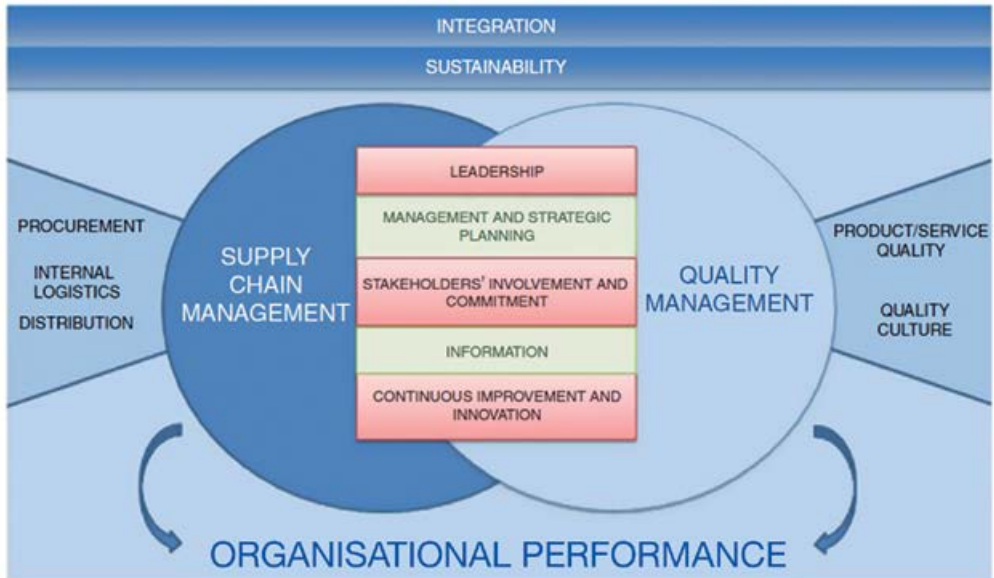 INTEGRATION
SUSTAINABILITY
LEADERSHIP
MANAGEMENT AND STRATEGIC
PLANNING
STAKEHOLDERS' INVOLVEMENT AND
COMMITMENT
INFORMATION
CONTINUOUS IMPROVEMENT AND
INNOVATION
PROCUREMENT
INTERNAL
LOGISTICS
DISTRIBUTION
SUPPLY
CHAIN
MANAGEMENT
QUALITY
MANAGEMENT
PRODUCT/SERVICE
QUALITY
QUALITY
CULTURE
ORGANISATIONAL PERFORMANCE